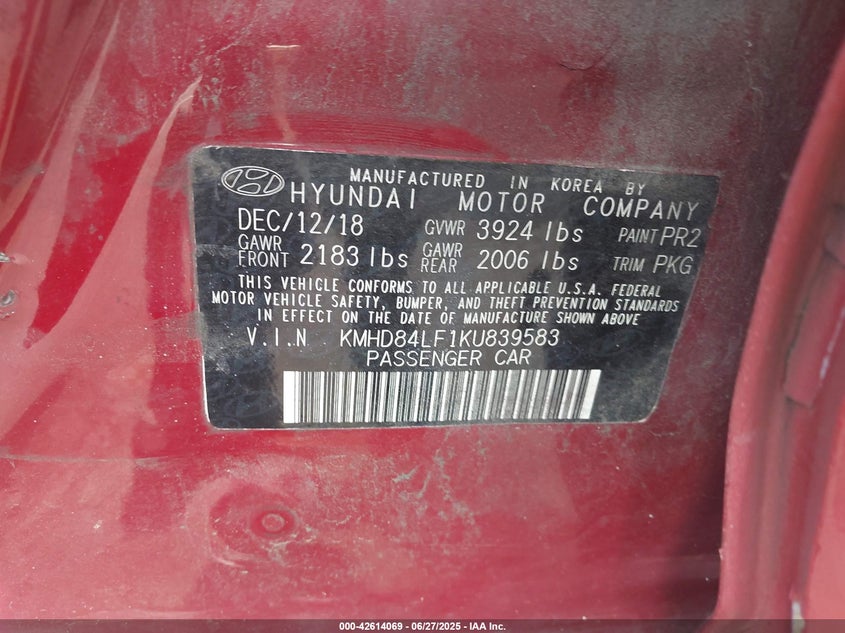 MANUFACTURED IN KOREA BY
HYUNDAI MOTOR COMPANY
DEC/12/18 GVWR 3924 lbs PAINT PR2
GAWR FRONT 2183 lbs GAWR REAR 2006 lbs TRIM PKG
THIS VEHICLE CONFORMS TO ALL APPLICABLE U.S.A. FEDERAL
MOTOR VEHICLE SAFETY, BUMPER, AND THEFT PREVENTION STANDARDS
IN EFFECT ON THE DATE OF MANUFACTURE SHOWN ABOVE
V.I.N KMHD84LF1KU839583
PASSENGER CAR
000-42614069 | 06/27/2025 - IAA Inc.